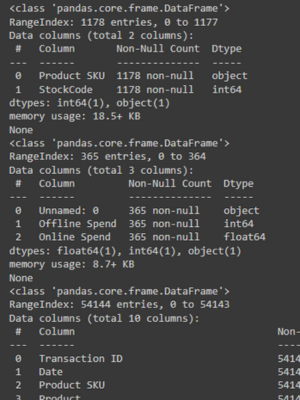 <class 'pandas.core.frame.DataFrame'>
RangeIndex: 1178 entries, 0 to 1177
Data columns (total 2 columns):
 #   Column       Non-Null Count  Dtype
---  ------       --------------  -----
 0   Product SKU  1178 non-null   object
 1   StockCode    1178 non-null   int64
dtypes: int64(1), object(1)
memory usage: 18.5+ KB
None
<class 'pandas.core.frame.DataFrame'>
RangeIndex: 365 entries, 0 to 364
Data columns (total 3 columns):
 #   Column         Non-Null Count  Dtype
---  ------         --------------  -----
 0   Unnamed: 0     365 non-null    object
 1   Offline Spend  365 non-null    int64
 2   Online Spend   365 non-null    float64
dtypes: float64(1), int64(1), object(1)
memory usage: 8.7+ KB
None
<class 'pandas.core.frame.DataFrame'>
RangeIndex: 54144 entries, 0 to 54143
Data columns (total 10 columns):
 #   Column                               Non-
---  ------                               ----
 0   Transaction ID                       5414
 1   Date                                 5414
 2   Product SKU                          5414
 3   Product                              5414